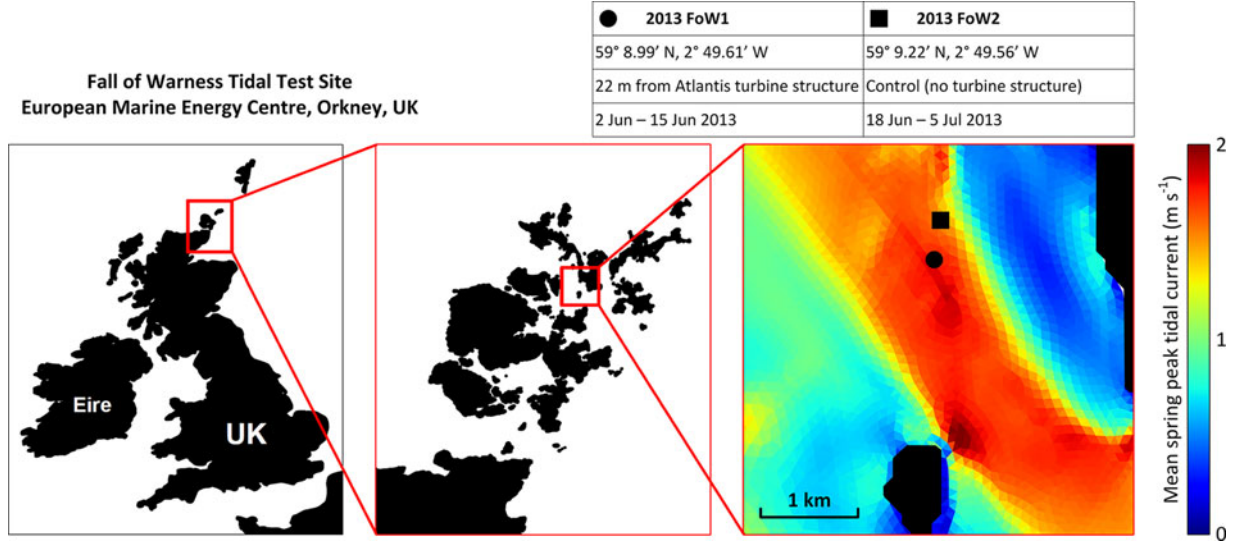 ● 2013 FoW1
■ 2013 FoW2
59° 8.99’ N, 2° 49.61’ W
59° 9.22’ N, 2° 49.56’ W
22 m from Atlantis turbine structure
Control (no turbine structure)
2 Jun – 15 Jun 2013
18 Jun – 5 Jul 2013
Fall of Warness Tidal Test Site
European Marine Energy Centre, Orkney, UK
Eire
UK
1 km
2
1
0
Mean spring peak tidal current (m s⁻¹)